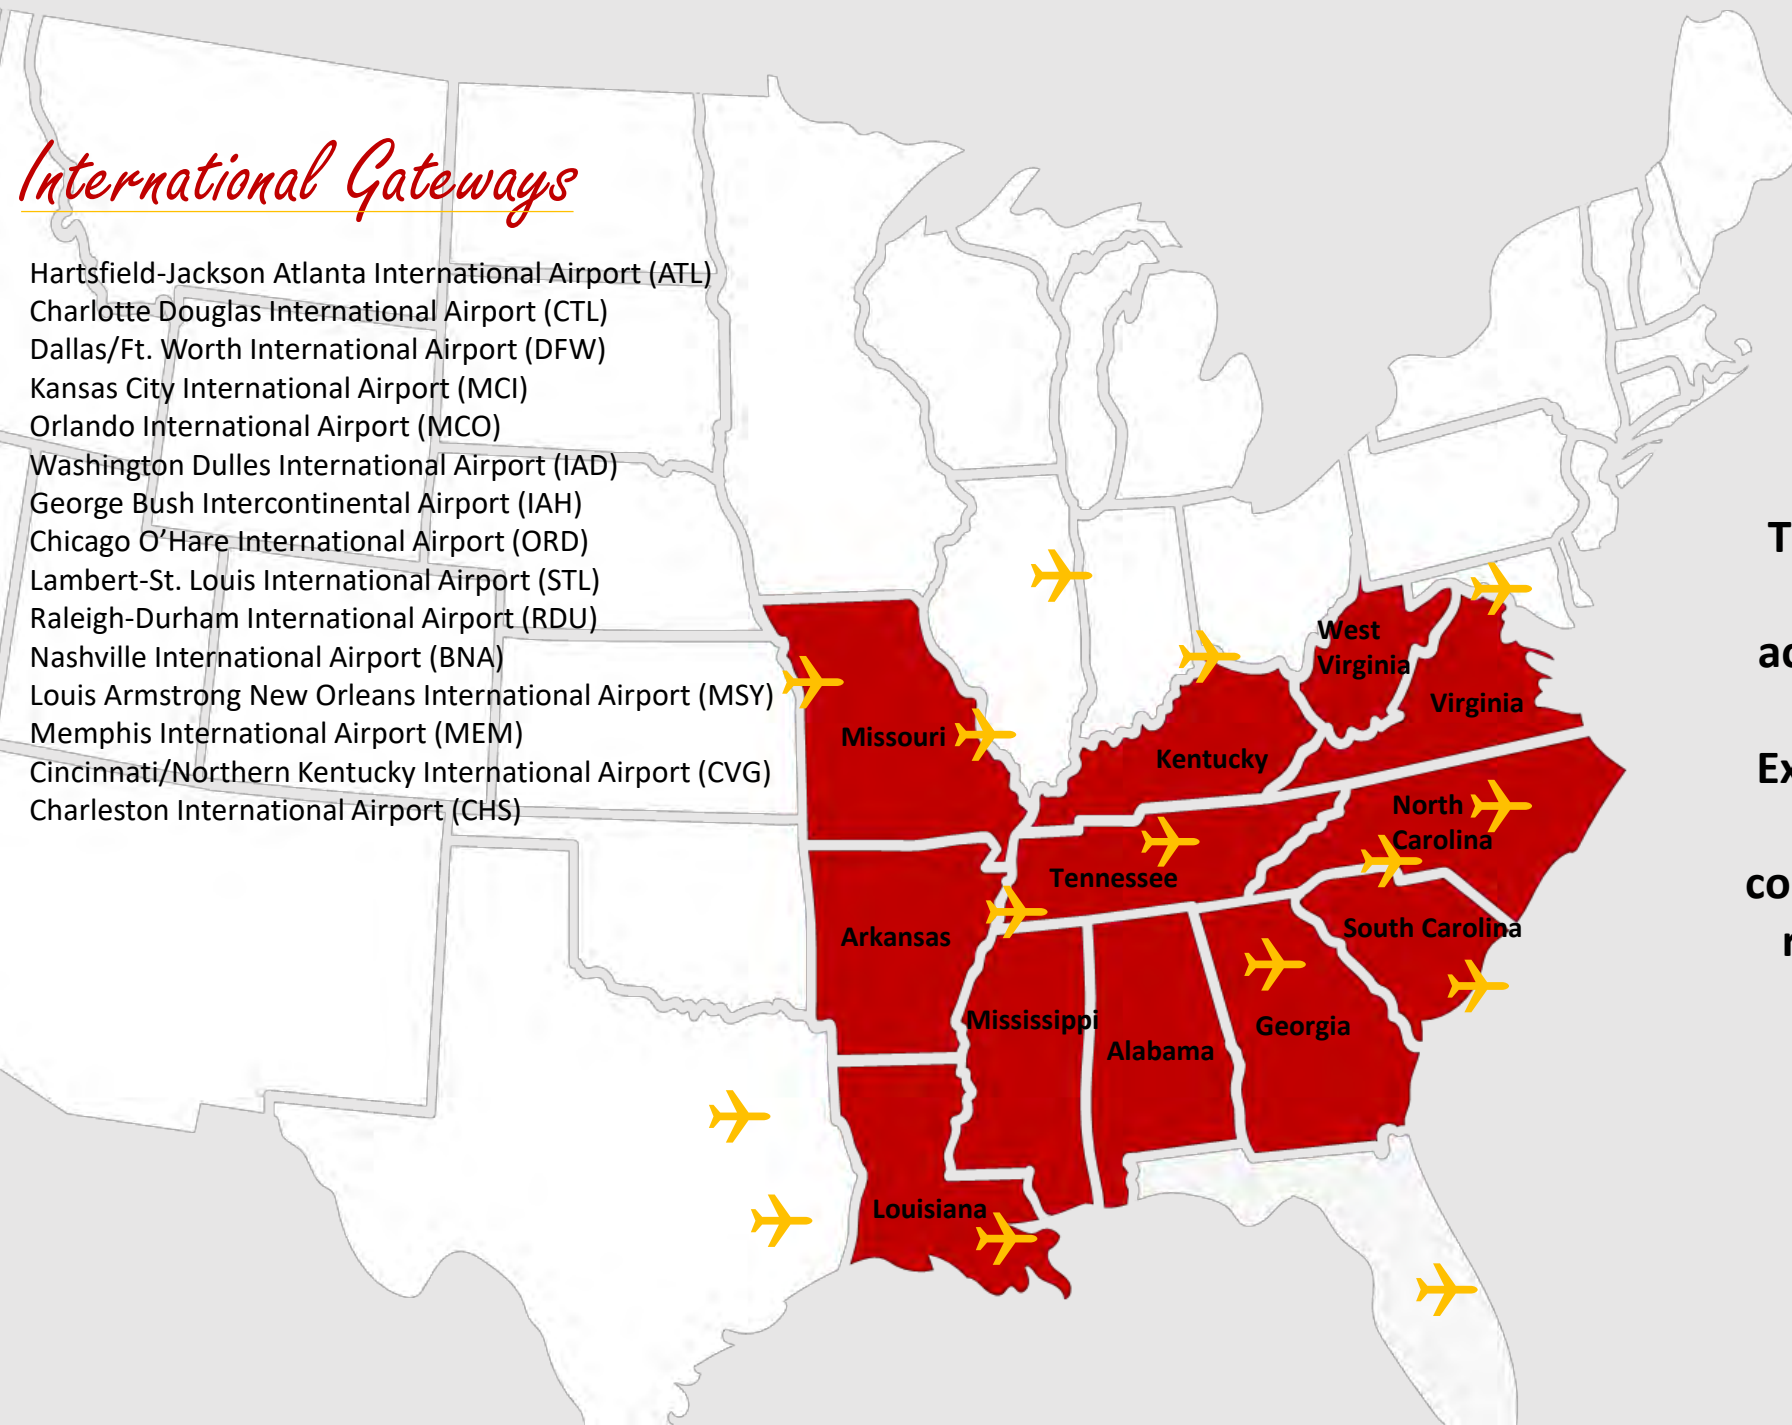 International Gateways
Hartsfield-Jackson Atlanta International Airport (ATL)
Charlotte Douglas International Airport (CTL)
Dallas/Ft. Worth International Airport (DFW)
Kansas City International Airport (MCI)
Orlando International Airport (MCO)
Washington Dulles International Airport (IAD)
George Bush Intercontinental Airport (IAH)
Chicago O’Hare International Airport (ORD)
Lambert-St. Louis International Airport (STL)
Raleigh-Durham International Airport (RDU)
Nashville International Airport (BNA)
Louis Armstrong New Orleans International Airport (MSY)
Memphis International Airport (MEM)
Cincinnati/Northern Kentucky International Airport (CVG)
Charleston International Airport (CHS)
West
Virginia
Virginia
Missouri
Kentucky
North
Carolina
Tennessee
South Carolina
Arkansas
Mississippi
Alabama
Georgia
Louisiana